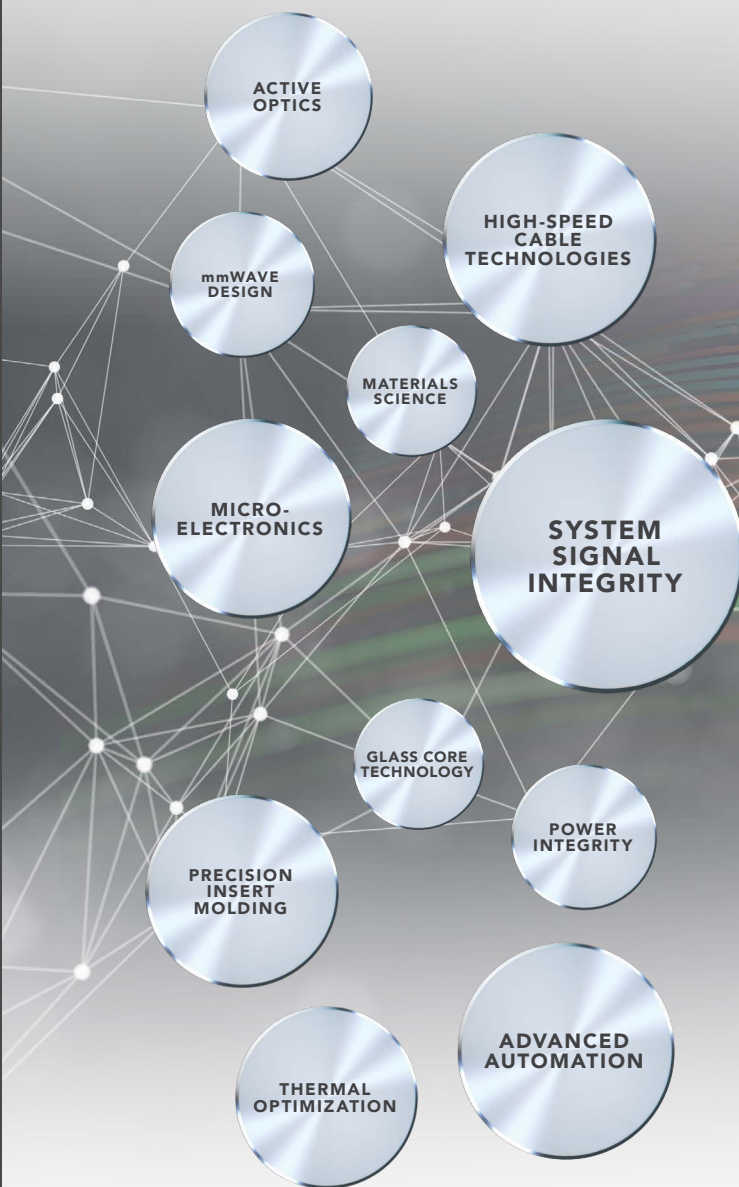 ACTIVE
OPTICS
HIGH-SPEED
CABLE
TECHNOLOGIES
mmWAVE
DESIGN
MATERIALS
SCIENCE
MICRO-
ELECTRONICS
SYSTEM
SIGNAL
INTEGRITY
GLASS CORE
TECHNOLOGY
POWER
INTEGRITY
PRECISION
INSERT
MOLDING
ADVANCED
AUTOMATION
THERMAL
OPTIMIZATION